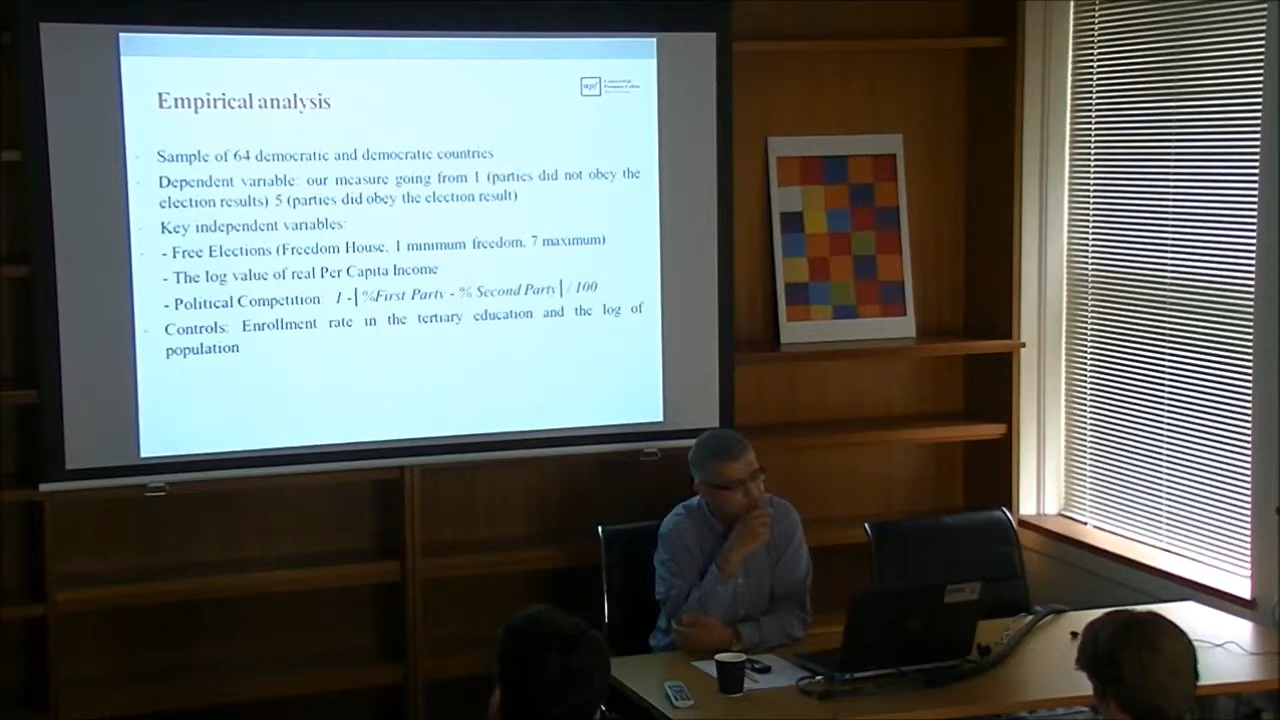 upf
Empirical analysis
- Sample of 64 democratic and democratic countries
- Dependent variable: our measure going from 1 (parties did not obey the
election results) 5 (parties did obey the election result)
- Key independent variables:
- - Free Elections (Freedom House, 1 minimum freedom, 7 maximum)
- The log value of real Per Capita Income
- Political Competition: 1 -| %First Party - % Second Party| / 100
- Controls: Enrollment rate in the tertiary education and the log of
population